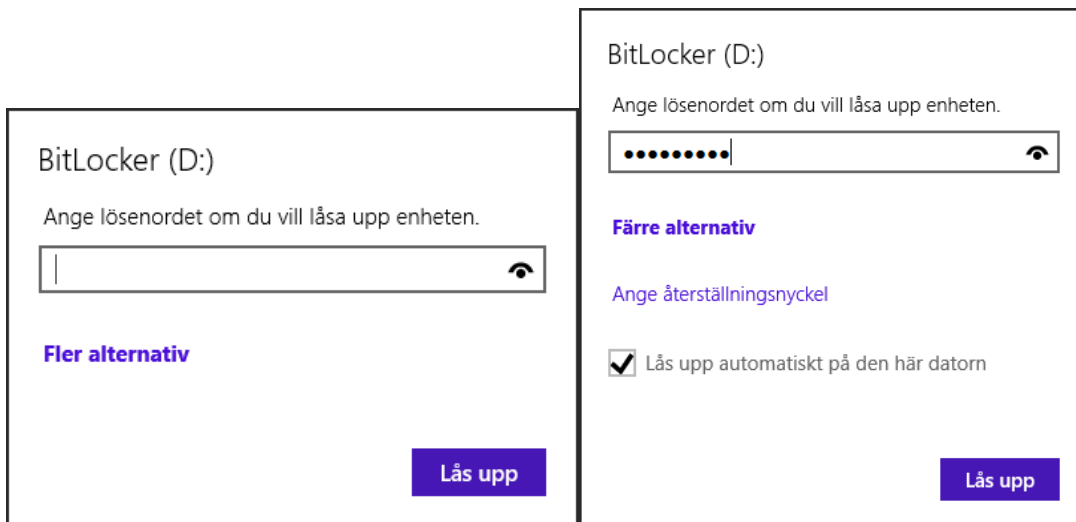 BitLocker (D:)
Ange lösenordet om du vill låsa upp enheten.
Fler alternativ
Lås upp
BitLocker (D:)
Ange lösenordet om du vill låsa upp enheten.
•••••••••
Färre alternativ
Ange återställningsnyckel
Lås upp automatiskt på den här datorn
Lås upp